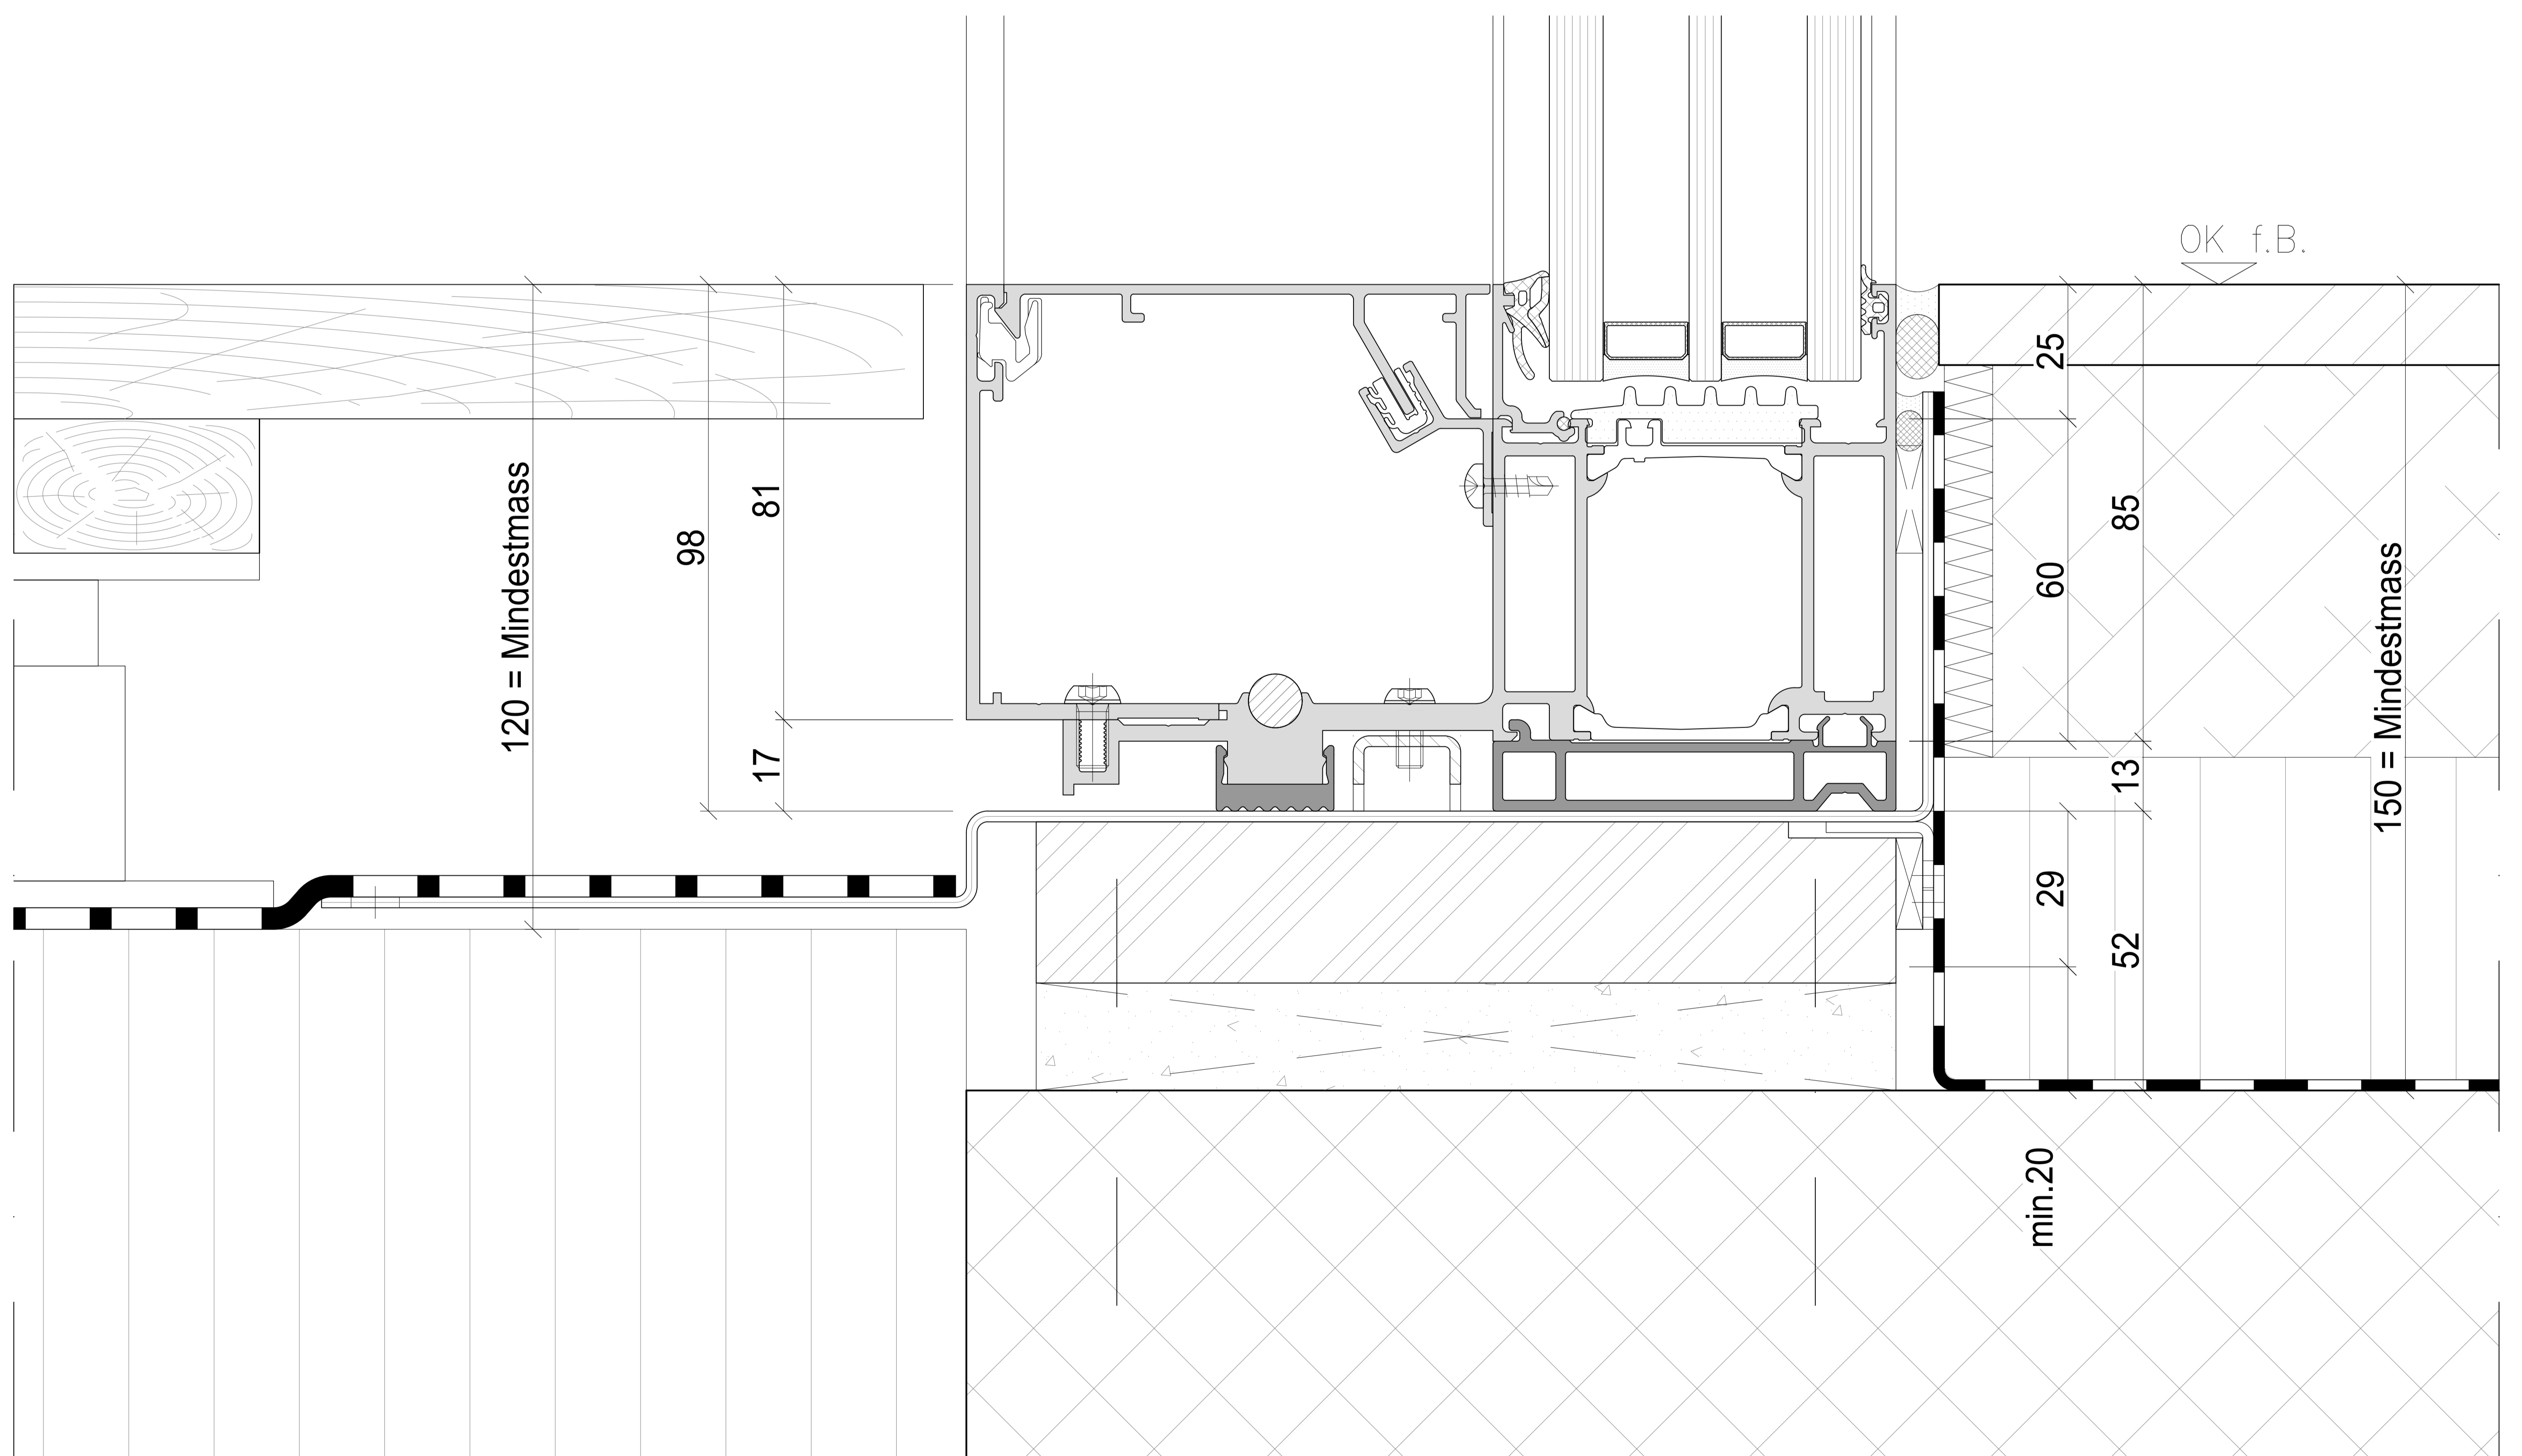 OK f.B.
120 = Mindestmass
98
81
17
25
60
85
13
29
52
150 = Mindestmass
min.20